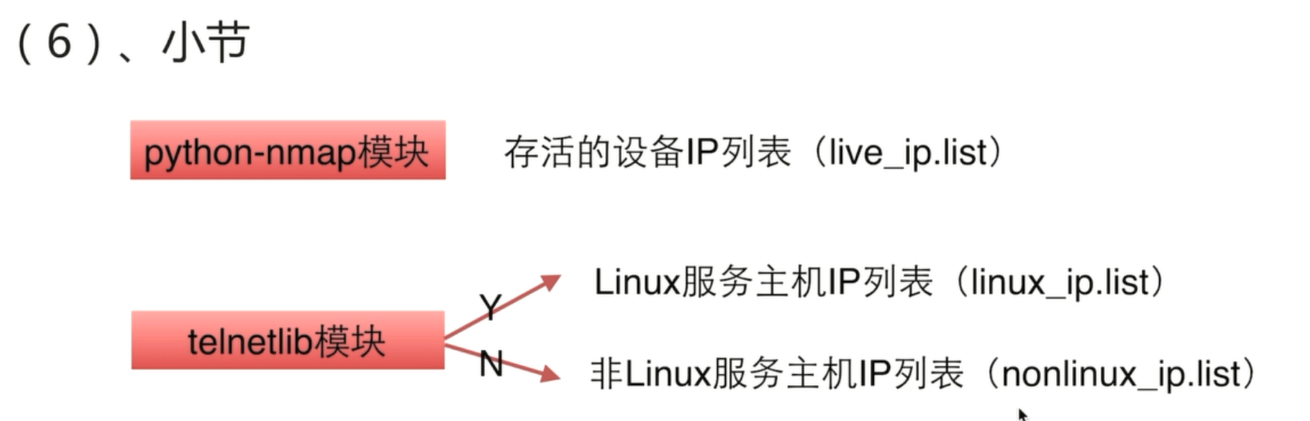 （6）、小节
python-nmap模块 存活的设备IP列表（live_ip.list）
Y Linux服务主机IP列表（linux_ip.list）
telnetlib模块
N 非Linux服务主机IP列表（nonlinux_ip.list）